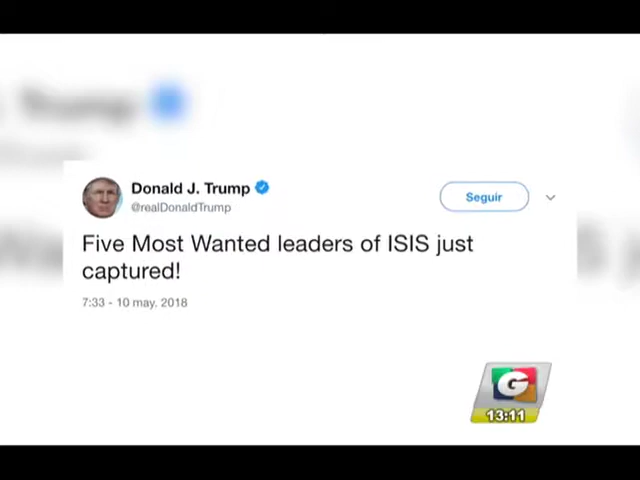 . Trump
Donald J. Trump
@realDonaldTrump
Seguir
Five Most Wanted leaders of ISIS just
captured!
7:33 - 10 may. 2018
G
13:11